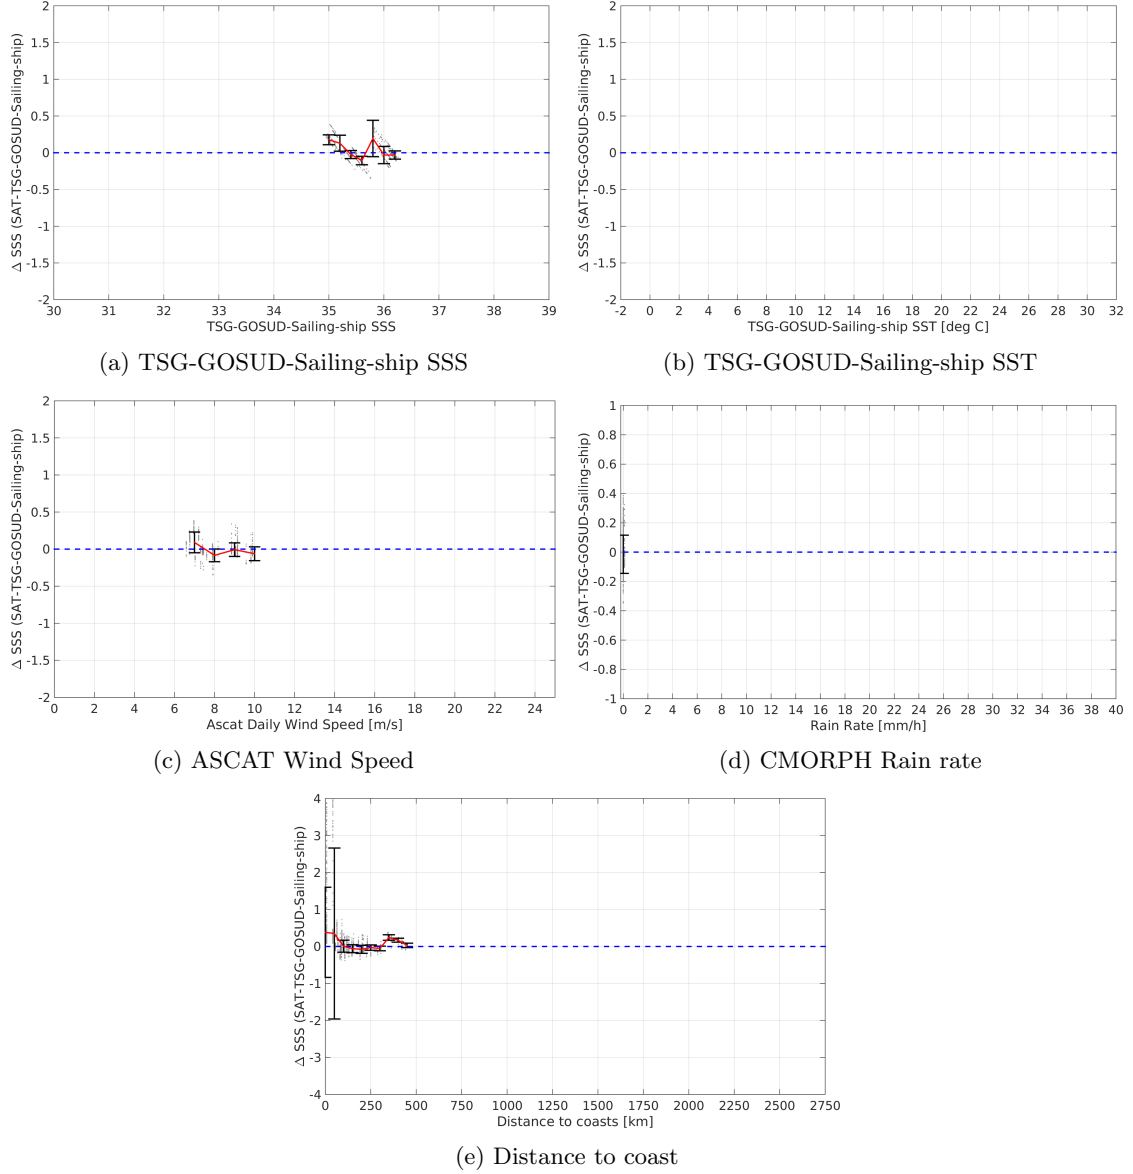 2
1.5
1
0.5
0
-0.5
-1
-1.5
-2
Δ SSS (SAT-TSG-GOSUD-Sailing-ship)
30 31 32 33 34 35 36 37 38 39
TSG-GOSUD-Sailing-ship SSS
(a) TSG-GOSUD-Sailing-ship SSS
2
1.5
1
0.5
0
-0.5
-1
-1.5
-2
Δ SSS (SAT-TSG-GOSUD-Sailing-ship)
-2 0 2 4 6 8 10 12 14 16 18 20 22 24 26 28 30 32
TSG-GOSUD-Sailing-ship SST [deg C]
(b) TSG-GOSUD-Sailing-ship SST
2
1.5
1
0.5
0
-0.5
-1
-1.5
-2
Δ SSS (SAT-TSG-GOSUD-Sailing-ship)
0 2 4 6 8 10 12 14 16 18 20 22 24
Ascat Daily Wind Speed [m/s]
(c) ASCAT Wind Speed
1
0.8
0.6
0.4
0.2
0
-0.2
-0.4
-0.6
-0.8
-1
Δ SSS (SAT-TSG-GOSUD-Sailing-ship)
0 2 4 6 8 10 12 14 16 18 20 22 24 26 28 30 32 34 36 38 40
Rain Rate [mm/h]
(d) CMORPH Rain rate
4
3
2
1
0
-1
-2
-3
-4
Δ SSS (SAT-TSG-GOSUD-Sailing-ship)
0 250 500 750 1000 1250 1500 1750 2000 2250 2500 2750
Distance to coasts [km]
(e) Distance to coast